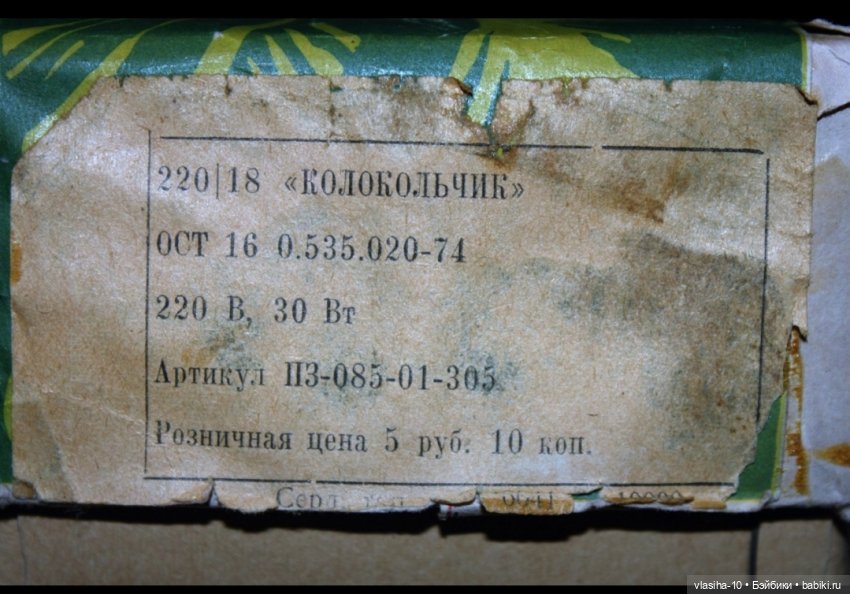 220|18 «КОЛОКОЛЬЧИК»
ОСТ 16 0.535.020-74
220 В, 30 Вт
Артикул ПЗ-085-01-305
Розничная цена 5 руб. 10 коп.
vlasiha-10 • Бэйбики • babiki.ru